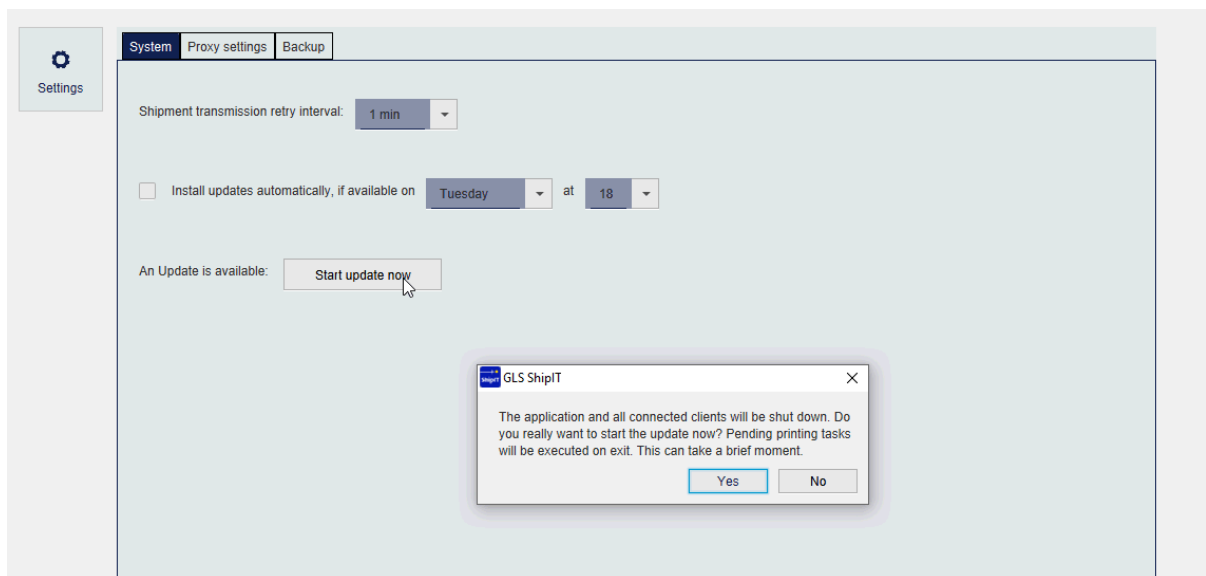 Settings
System Proxy settings Backup
Shipment transmission retry interval: 1 min
Install updates automatically, if available on Tuesday at 18
An Update is available: Start update now
ShipIT GLS ShipIT
The application and all connected clients will be shut down. Do
you really want to start the update now? Pending printing tasks
will be executed on exit. This can take a brief moment.
Yes No